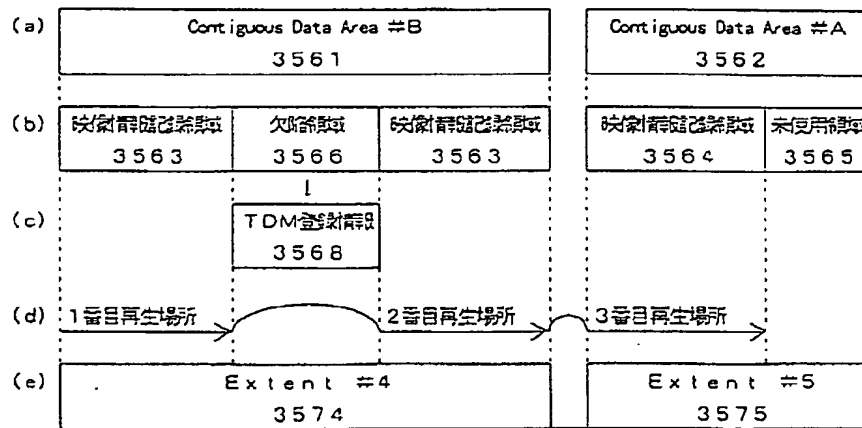 (a)
Contiguous Data Area #B
3561
Contiguous Data Area #A
3562
(b)
映像情報記録領域
3563
欠陥領域
3566
映像情報記録領域
3563
映像情報記録領域
3564
未使用領域
3565
(c)
TDM登録情報
3568
(d)
1番目再生場所
2番目再生場所
3番目再生場所
(e)
Extent #4
3574
Extent #5
3575